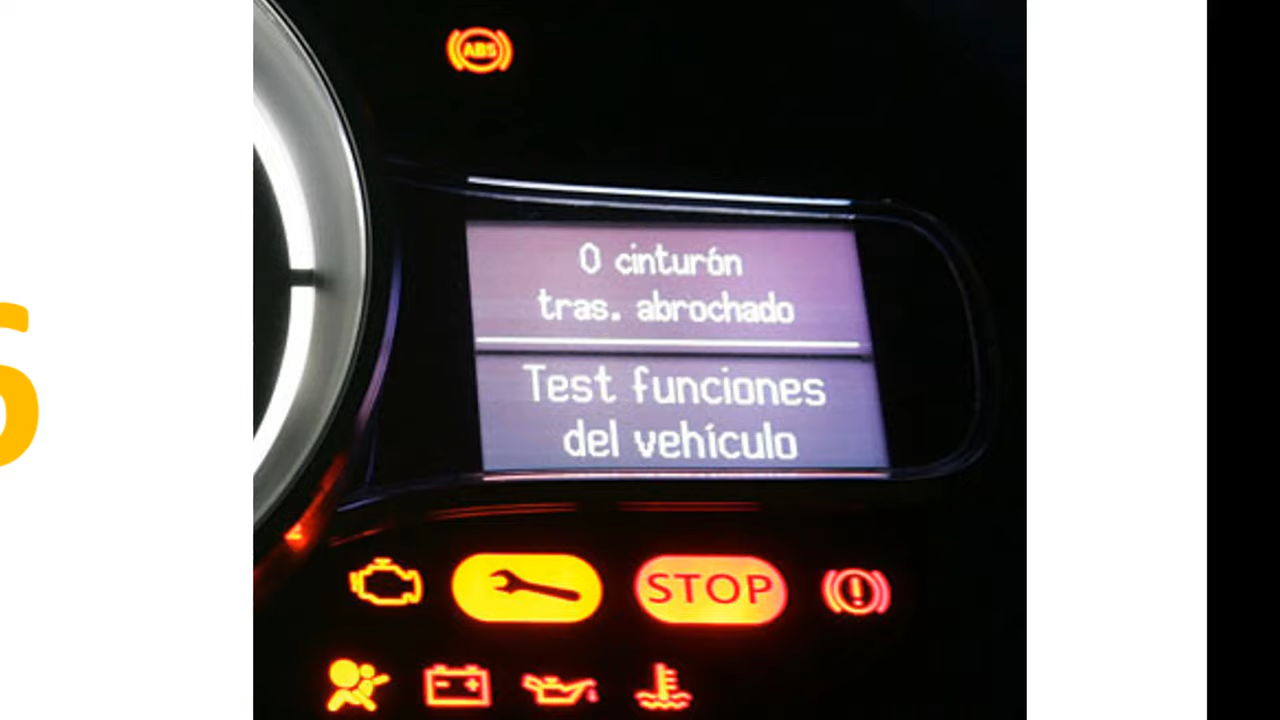 ABS
0 cinturón
tras. abrochado
Test funciones
del vehículo
STOP